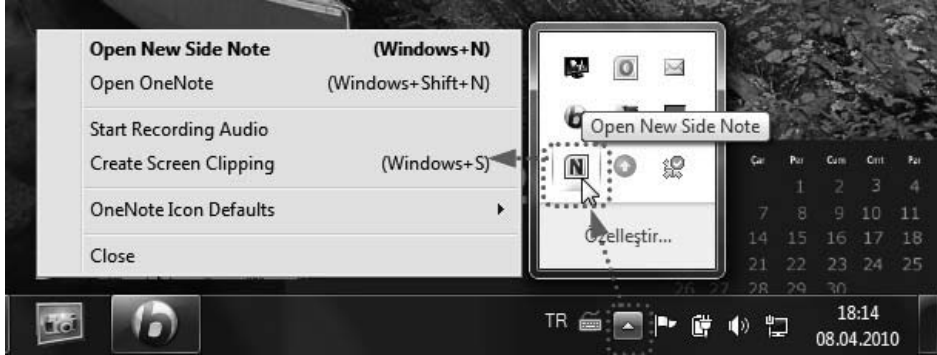 Open New Side Note (Windows+N)
Open OneNote (Windows+Shift+N)
Start Recording Audio
Create Screen Clipping (Windows+S)
OneNote Icon Defaults
Close
Open New Side Note
N
Özelleştir...
Çar Per Cum Cmt Paz
1 2 3 4
7 8 9 10 11
14 15 16 17 18
21 22 23 24 25
26 27 28 29 30
TR
18:14
08.04.2010